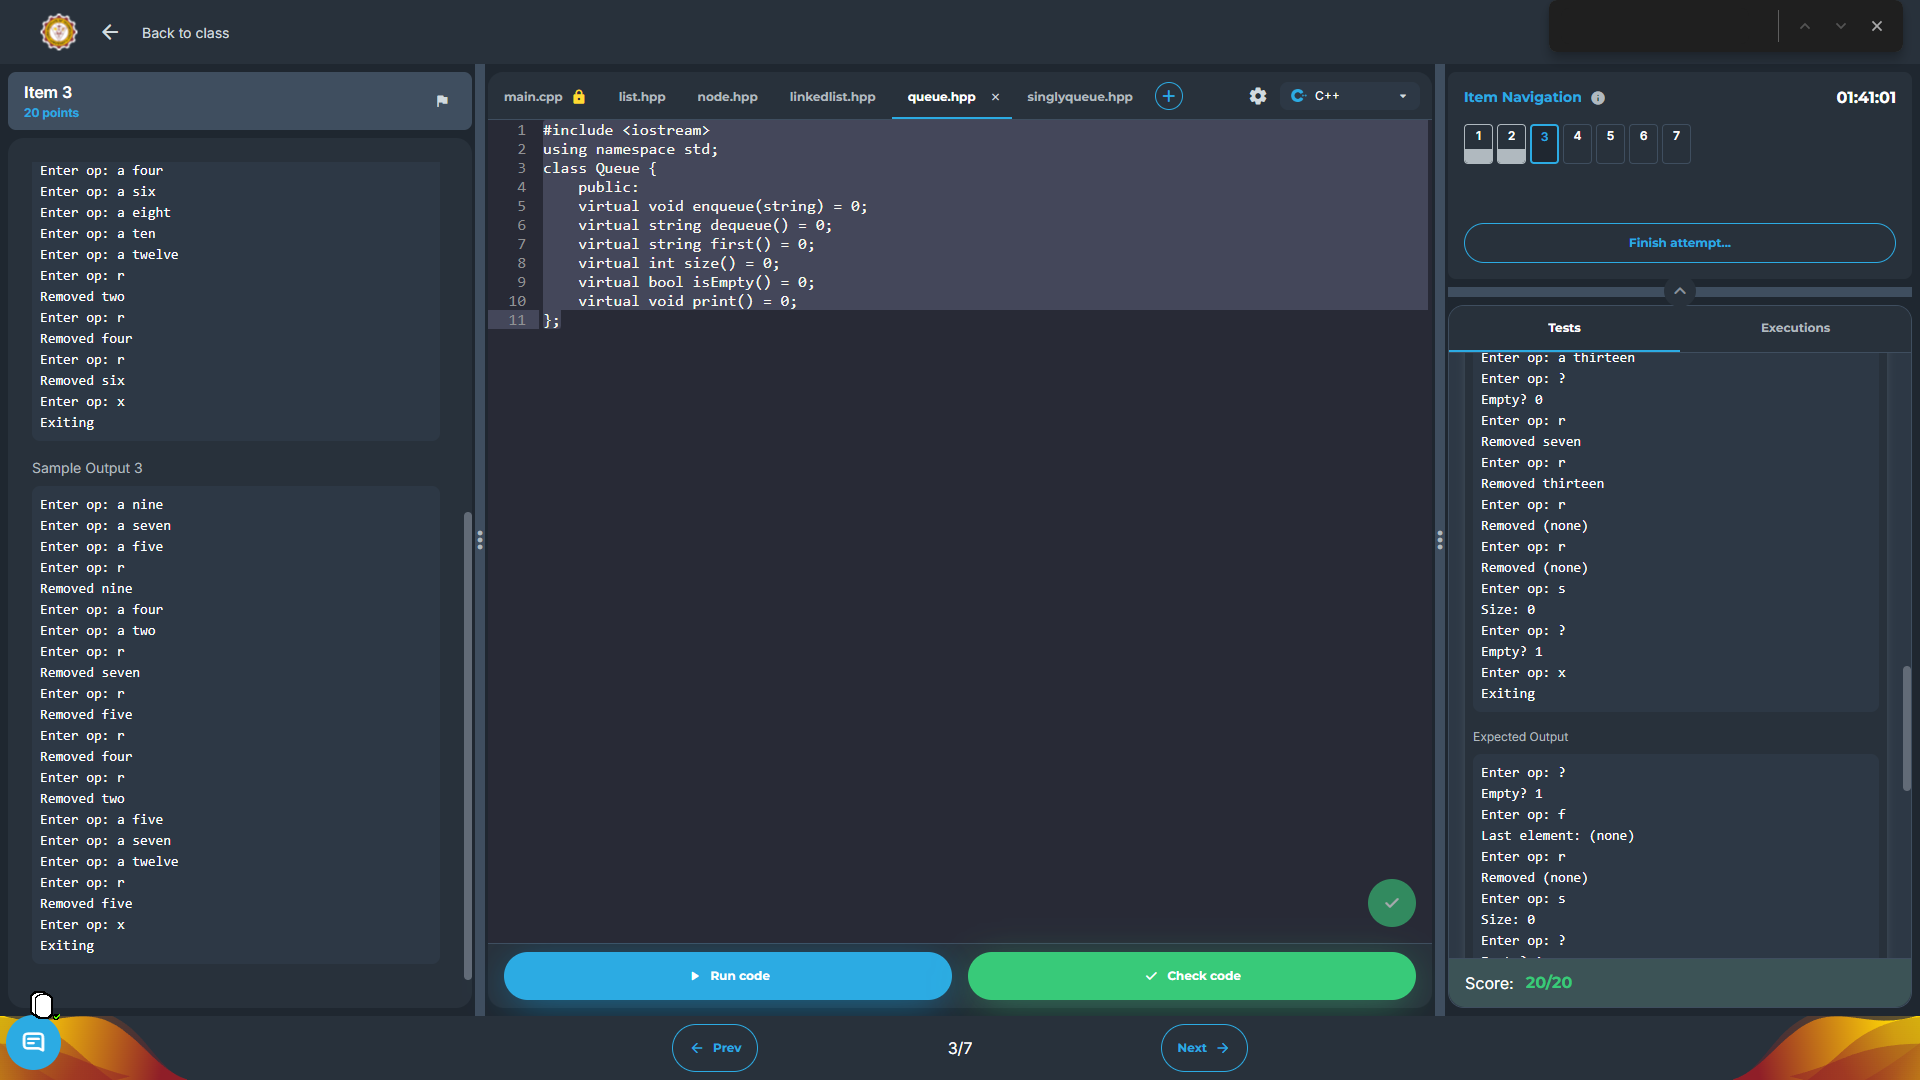 Back to class
Item 3
20 points
Enter op: a four
Enter op: a six
Enter op: a eight
Enter op: a ten
Enter op: a twelve
Enter op: r
Removed two
Enter op: r
Removed four
Enter op: r
Removed six
Enter op: x
Exiting
Sample Output 3
Enter op: a nine
Enter op: a seven
Enter op: a five
Enter op: r
Removed nine
Enter op: a four
Enter op: a two
Enter op: r
Removed seven
Enter op: r
Removed five
Enter op: r
Removed four
Enter op: r
Removed two
Enter op: a five
Enter op: a seven
Enter op: a twelve
Enter op: r
Removed five
Enter op: x
Exiting
main.cpp list.hpp node.hpp linkedlist.hpp queue.hpp singlyqueue.hpp C++
1 #include <iostream>
2 using namespace std;
3 class Queue {
4 public:
5 virtual void enqueue(string) = 0;
6 virtual string dequeue() = 0;
7 virtual string first() = 0;
8 virtual int size() = 0;
9 virtual bool isEmpty() = 0;
10 virtual void print() = 0;
11 };
Run code
Check code
Item Navigation 01:41:01
1 2 3 4 5 6 7
Finish attempt...
Tests Executions
Enter op: a thirteen
Enter op: ?
Empty? 0
Enter op: r
Removed seven
Enter op: r
Removed thirteen
Enter op: r
Removed (none)
Enter op: r
Removed (none)
Enter op: s
Size: 0
Enter op: ?
Empty? 1
Enter op: x
Exiting
Expected Output
Enter op: ?
Empty? 1
Enter op: f
Last element: (none)
Enter op: r
Removed (none)
Enter op: s
Size: 0
Enter op: ?
Score: 20/20
Prev 3/7 Next